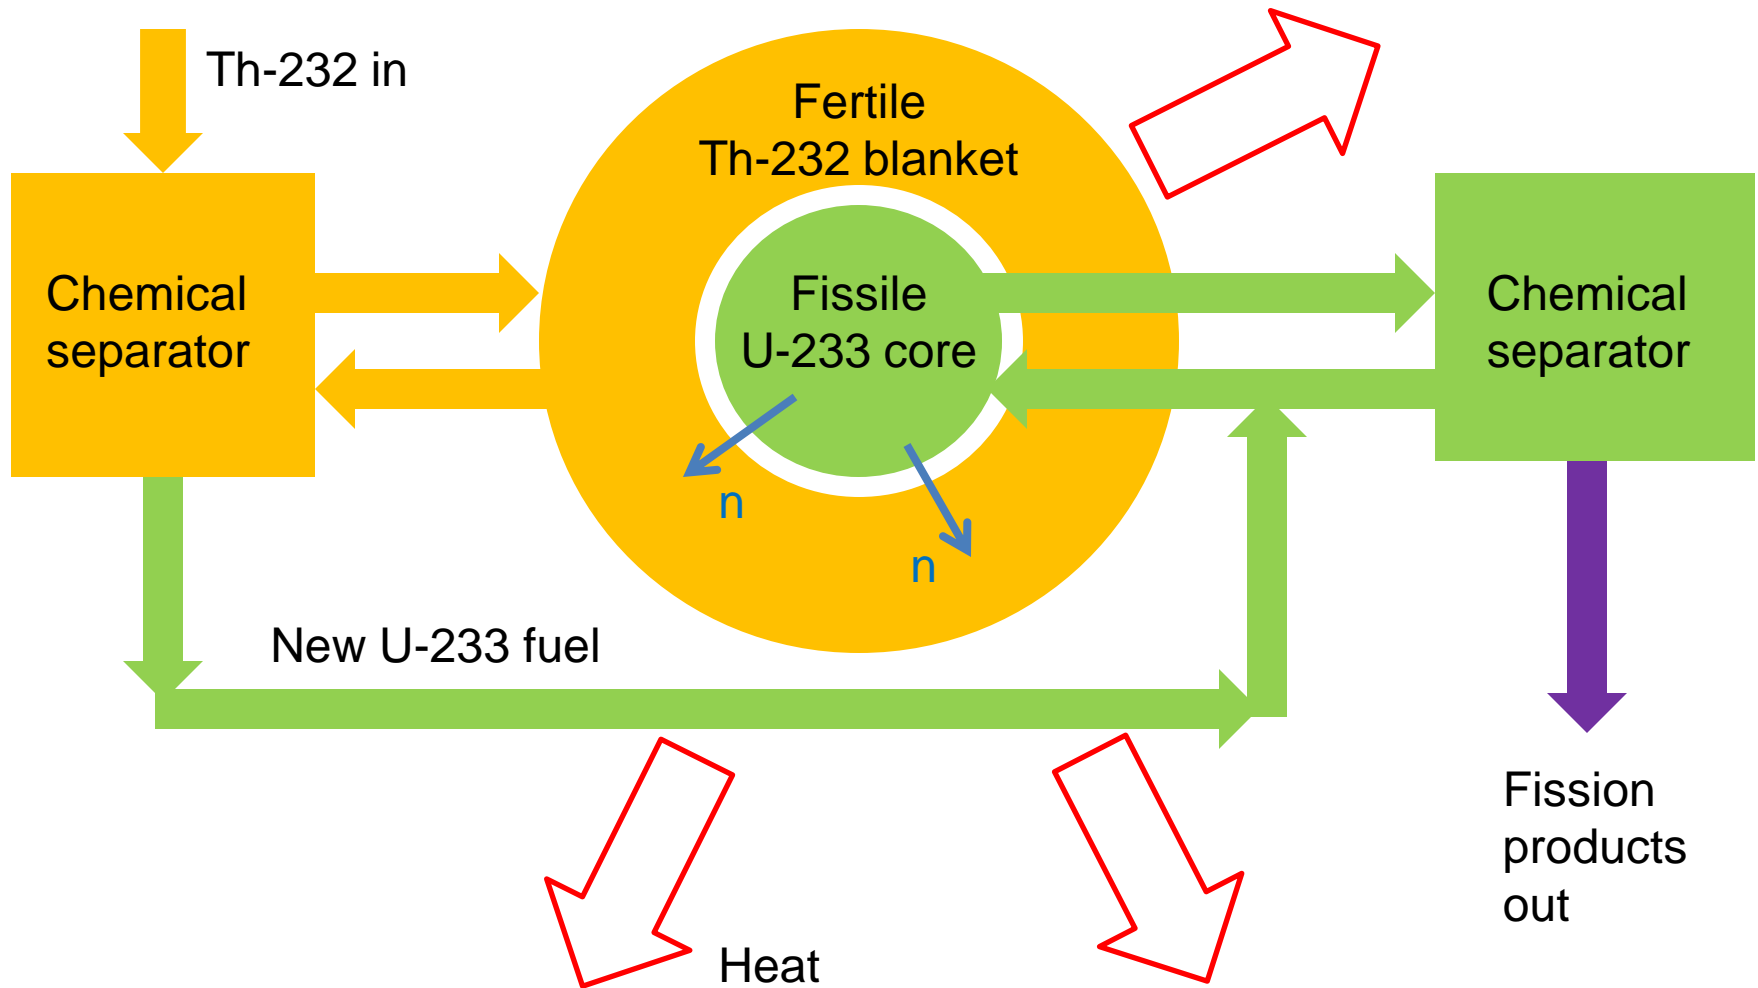 Th-232 in
Fertile
Th-232 blanket
Chemical
separator
Fissile
U-233 core
Chemical
separator
n
n
New U-233 fuel
Fission
products
out
Heat